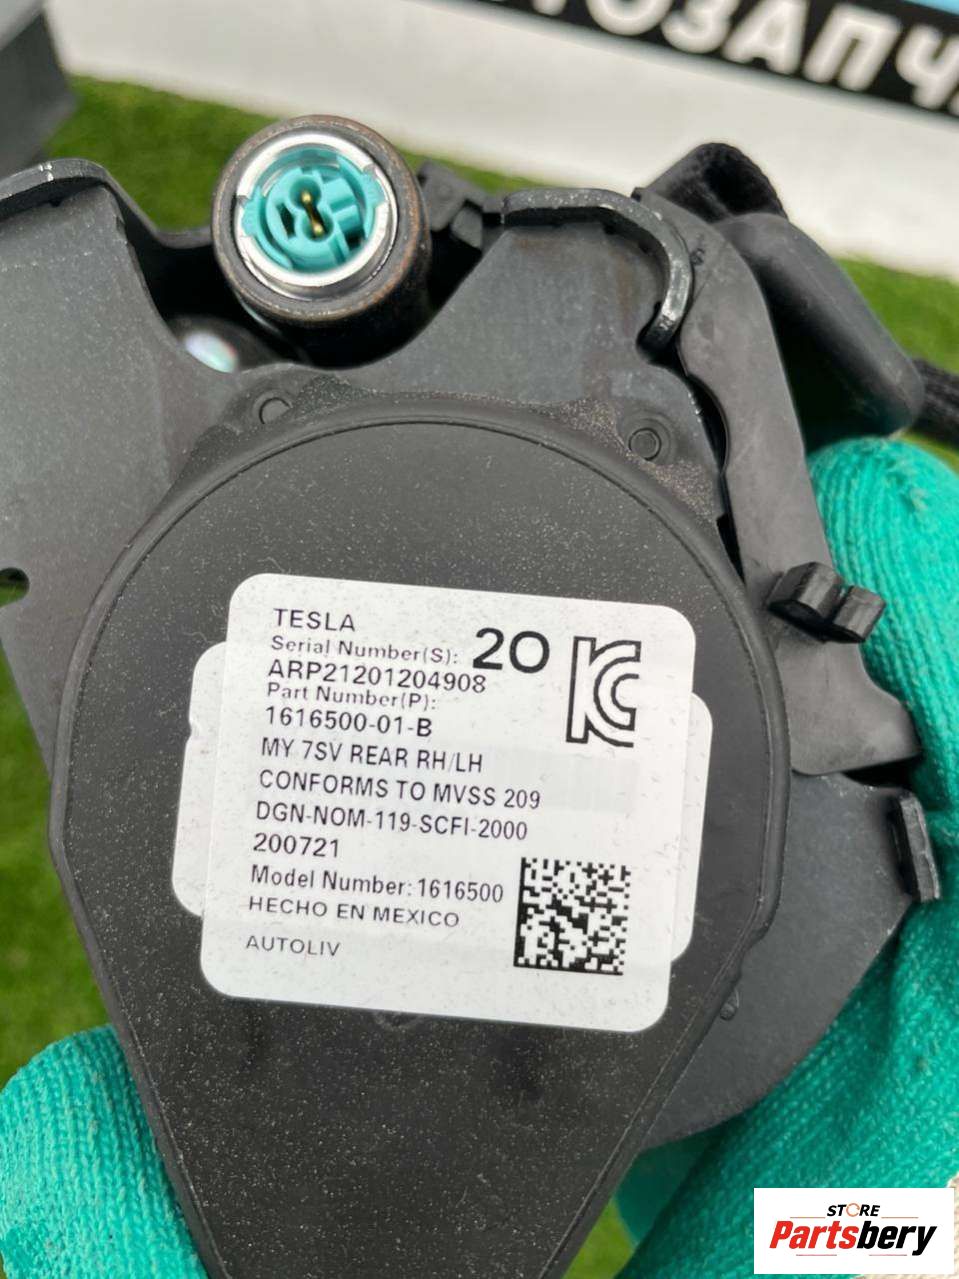 ТОЗАПЧ
TESLA
Serial Number(S): 20
ARP21201204908
Part Number(P):
1616500-01-B
MY 7SV REAR RH/LH
CONFORMS TO MVSS 209
DGN-NOM-119-SCFI-2000
200721
Model Number: 1616500
HECHO EN MEXICO
AUTOLIV
STORE
Partsbery